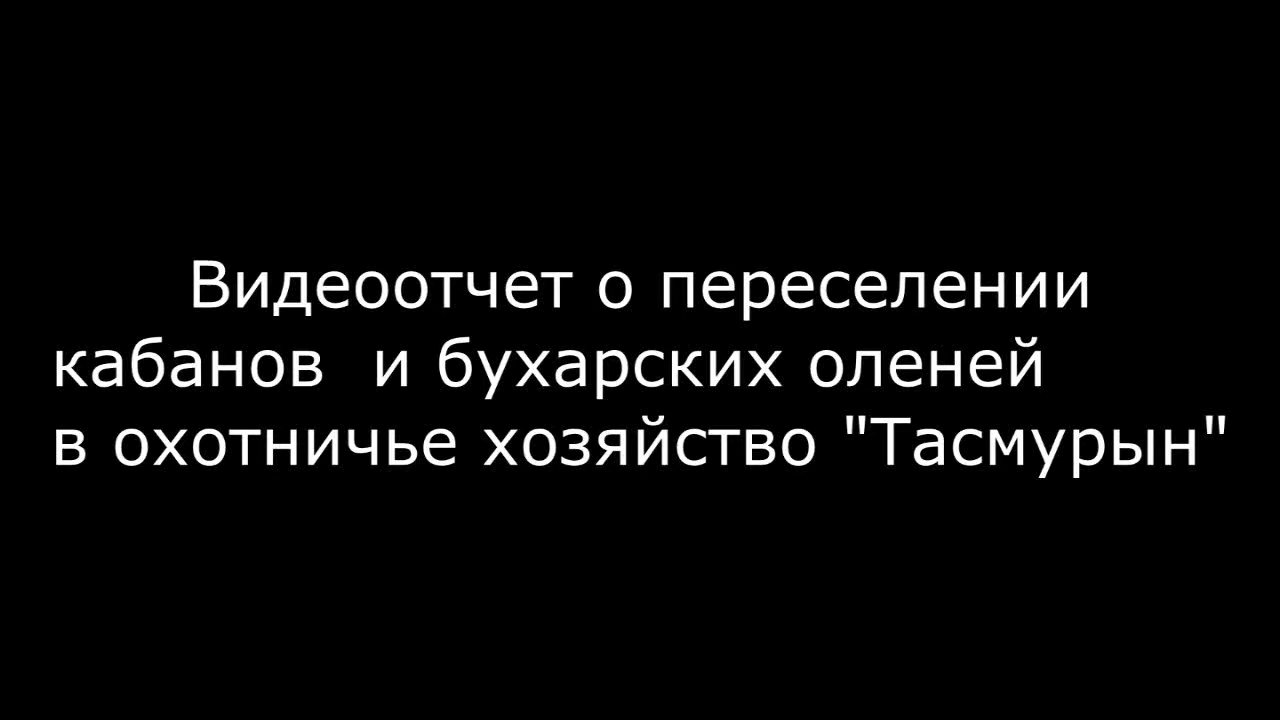 Видеоотчет о переселении
кабанов  и бухарских оленей
в охотничье хозяйство "Тасмурын"